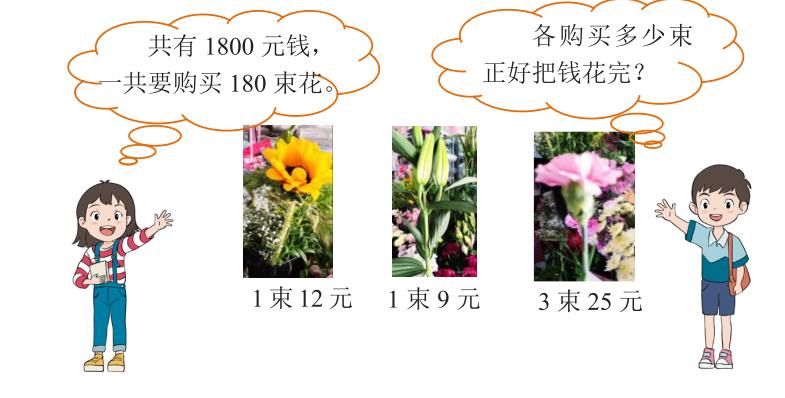 共有 1800 元钱，
一共要购买 180 束花。
各购买多少束
正好把钱花完？
1 束 12 元
1 束 9 元
3 束 25 元